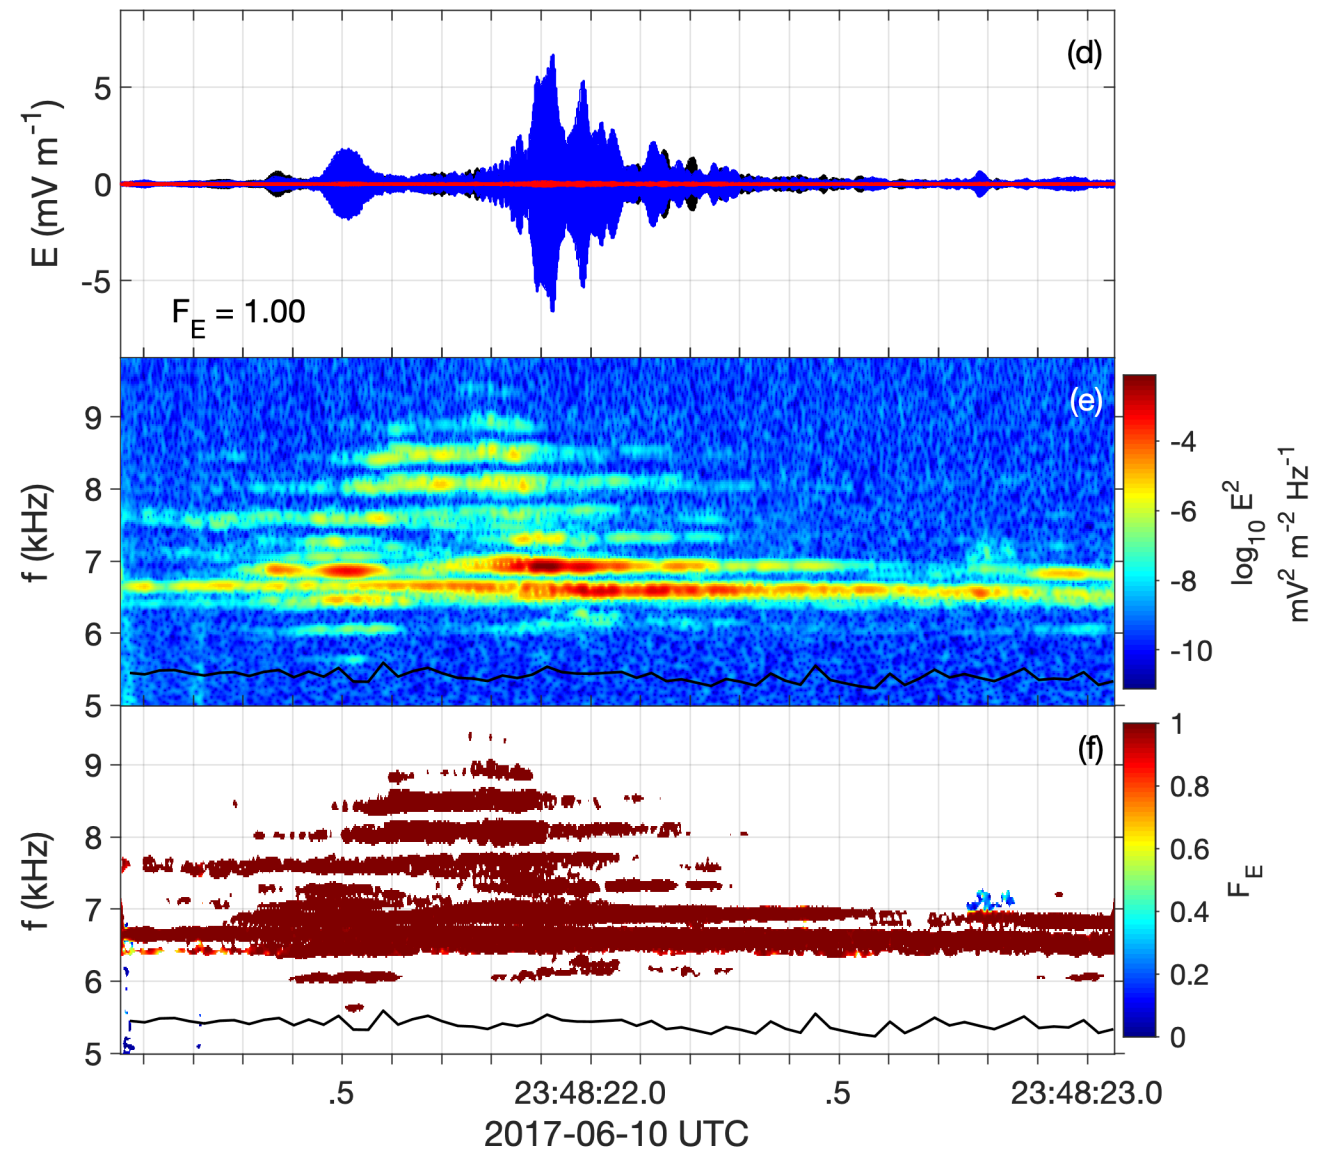 (d)
5
0
-5
E (mV m⁻¹)
F_E = 1.00
(e)
9
8
7
6
5
f (kHz)
-4
-6
-8
-10
log₁₀ E²
mV² m⁻² Hz⁻¹
(f)
9
8
7
6
5
f (kHz)
1
0.8
0.6
0.4
0.2
0
F_E
.5 23:48:22.0 .5 23:48:23.0
2017-06-10 UTC